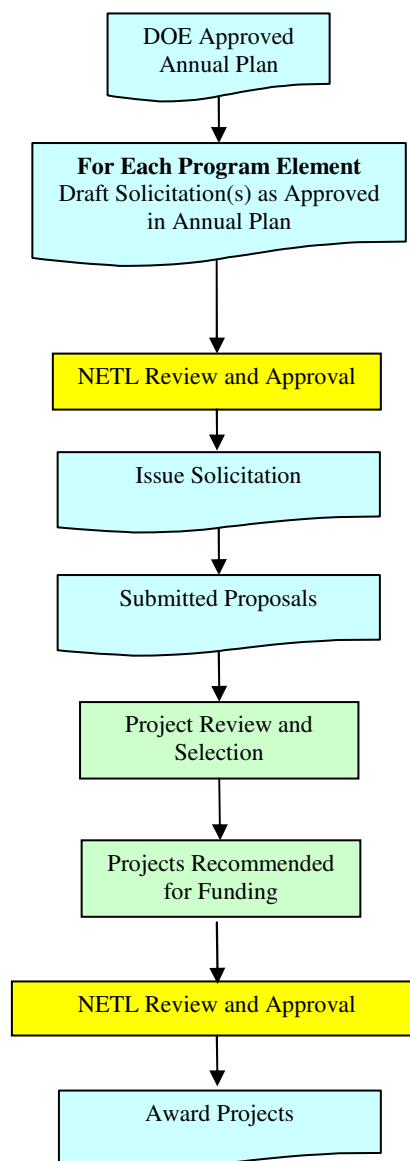 DOE Approved
Annual Plan
For Each Program Element
Draft Solicitation(s) as Approved
in Annual Plan
NETL Review and Approval
Issue Solicitation
Submitted Proposals
Project Review and
Selection
Projects Recommended
for Funding
NETL Review and Approval
Award Projects